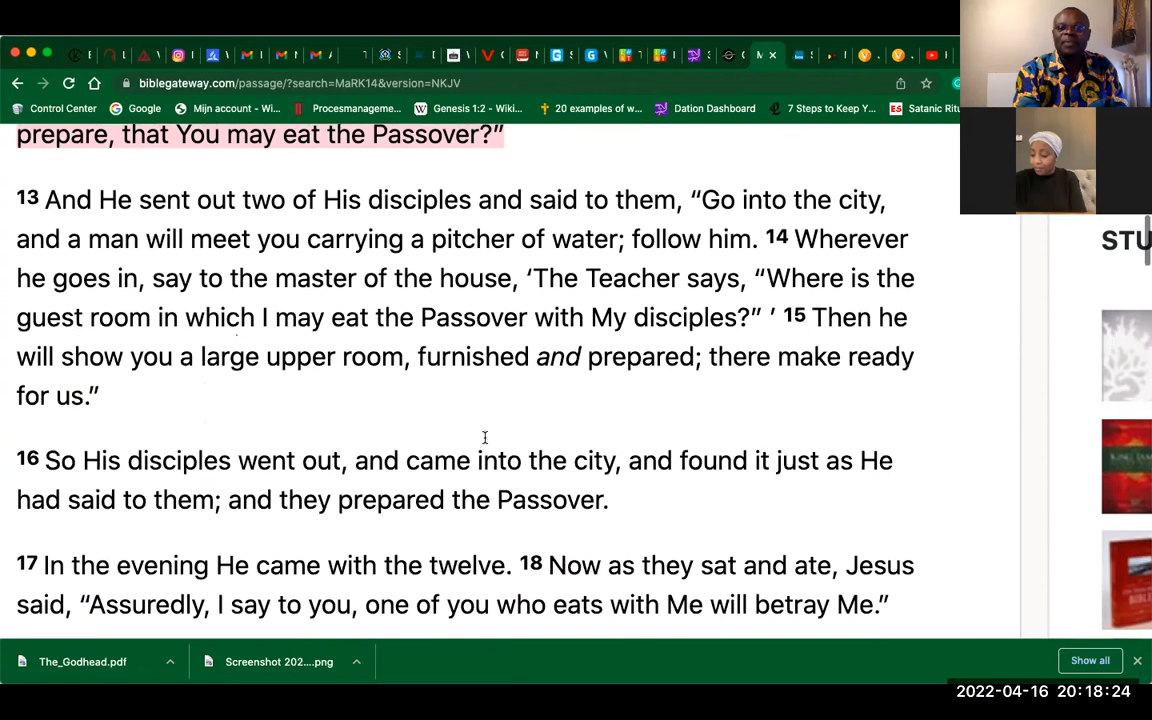 biblegateway.com/passage/?search=MaRK14&version=NKJV
Control Center Google Mijn account - Wi... Procesmanageme... Genesis 1:2 - Wiki... 20 examples of w... Dation Dashboard 7 Steps to Keep Y... ES Satanic Ritu
prepare, that You may eat the Passover?”
13 And He sent out two of His disciples and said to them, “Go into the city,
and a man will meet you carrying a pitcher of water; follow him. 14 Wherever
he goes in, say to the master of the house, ‘The Teacher says, “Where is the
guest room in which I may eat the Passover with My disciples?” ’ 15 Then he
will show you a large upper room, furnished and prepared; there make ready
for us.”
16 So His disciples went out, and came into the city, and found it just as He
had said to them; and they prepared the Passover.
17 In the evening He came with the twelve. 18 Now as they sat and ate, Jesus
said, “Assuredly, I say to you, one of you who eats with Me will betray Me.”
STU
The_Godhead.pdf Screenshot 202....png Show all
2022-04-16 20:18:24